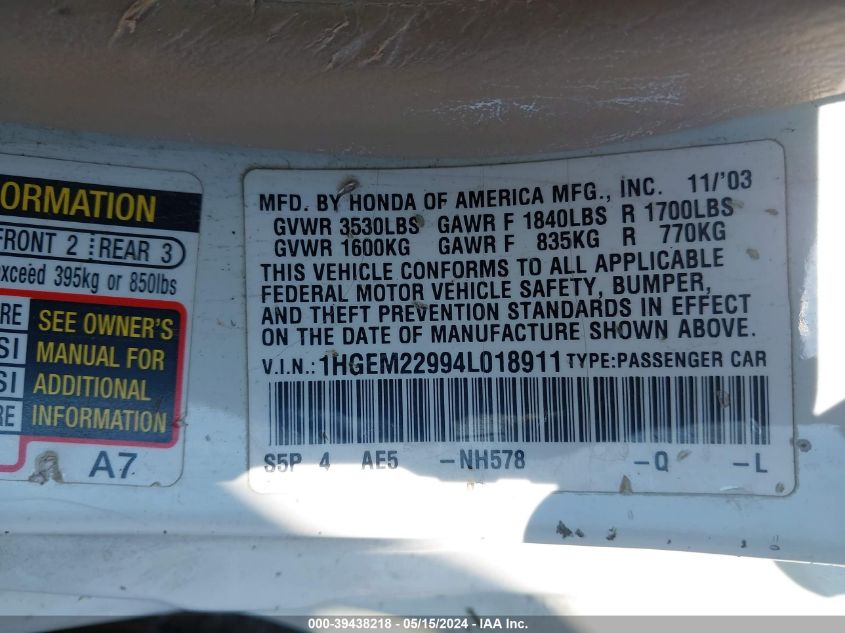 ORMATION
FRONT 2 REAR 3
exceed 395kg or 850lbs
RE
SI
SI
RE
SEE OWNER'S
MANUAL FOR
ADDITIONAL
INFORMATION
A7
MFD. BY HONDA OF AMERICA MFG., INC. 11/'03
GVWR 3530LBS GAWR F 1840LBS R 1700LBS
GVWR 1600KG GAWR F 835KG R 770KG
THIS VEHICLE CONFORMS TO ALL APPLICABLE
FEDERAL MOTOR VEHICLE SAFETY, BUMPER,
AND THEFT PREVENTION STANDARDS IN EFFECT
ON THE DATE OF MANUFACTURE SHOWN ABOVE.
V.I.N.: 1HGEM22994L018911 TYPE:PASSENGER CAR
S5P 4 AE5 -NH578 -Q -L
000-39438218 - 05/15/2024 - IAA Inc.